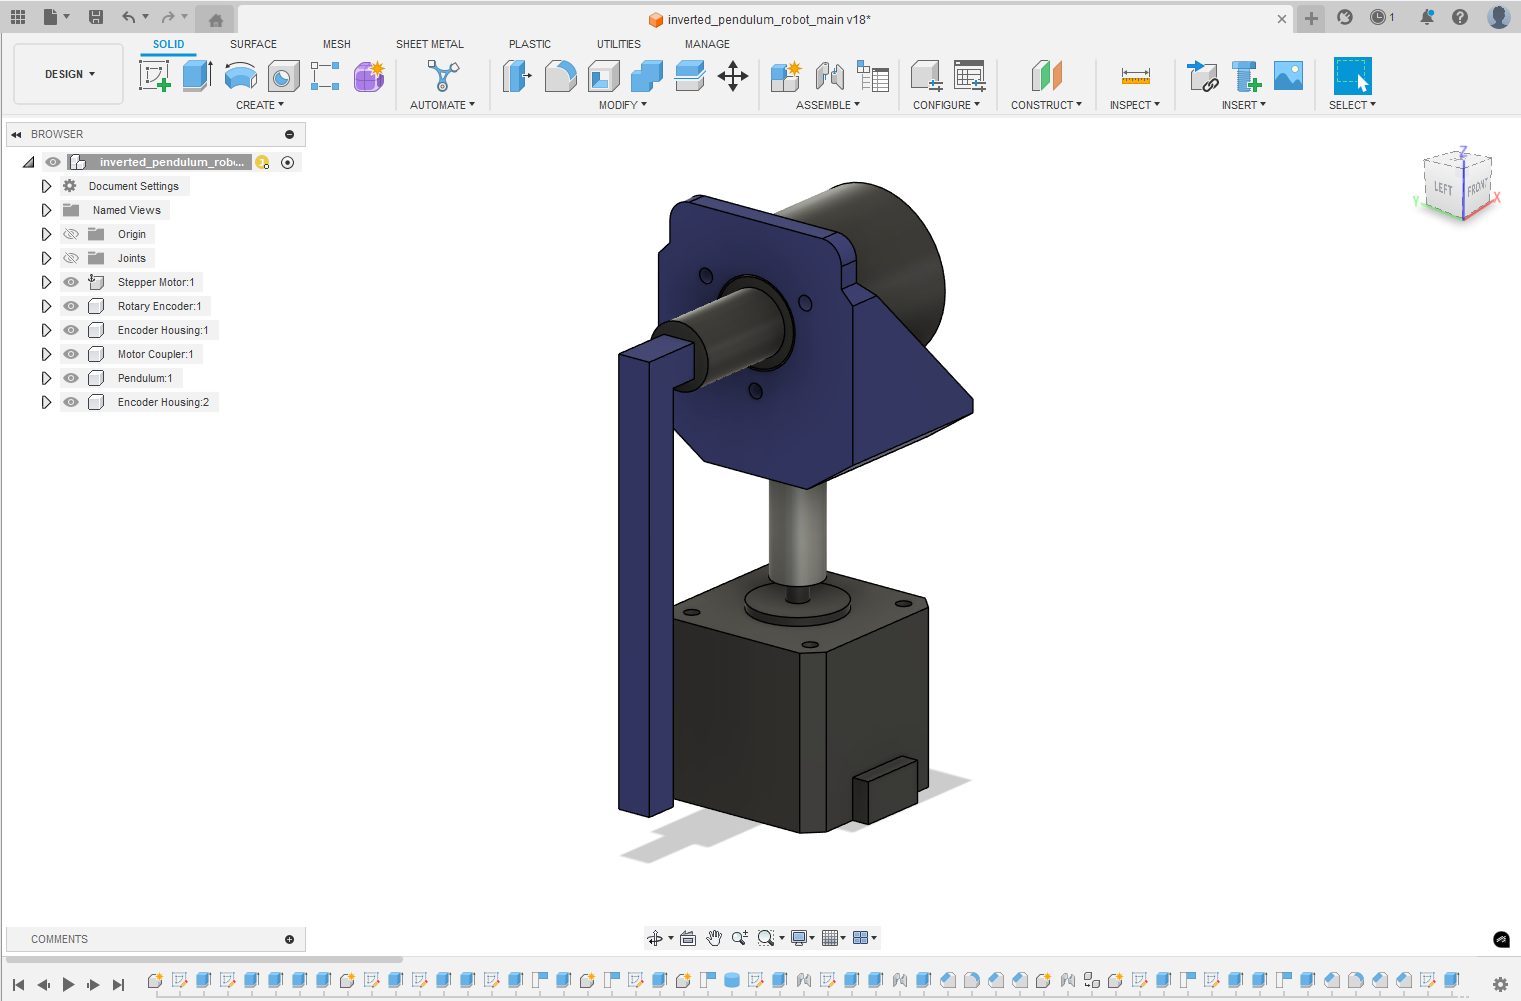 inverted_pendulum_robot_main v18*
1
SOLID SURFACE MESH SHEET METAL PLASTIC UTILITIES MANAGE
DESIGN
CREATE AUTOMATE MODIFY ASSEMBLE CONFIGURE CONSTRUCT INSPECT INSERT SELECT
BROWSER
inverted_pendulum_rob...
Document Settings
Named Views
Origin
Joints
Stepper Motor:1
Rotary Encoder:1
Encoder Housing:1
Motor Coupler:1
Pendulum:1
Encoder Housing:2
Z
LEFT FRONT
Y X
COMMENTS